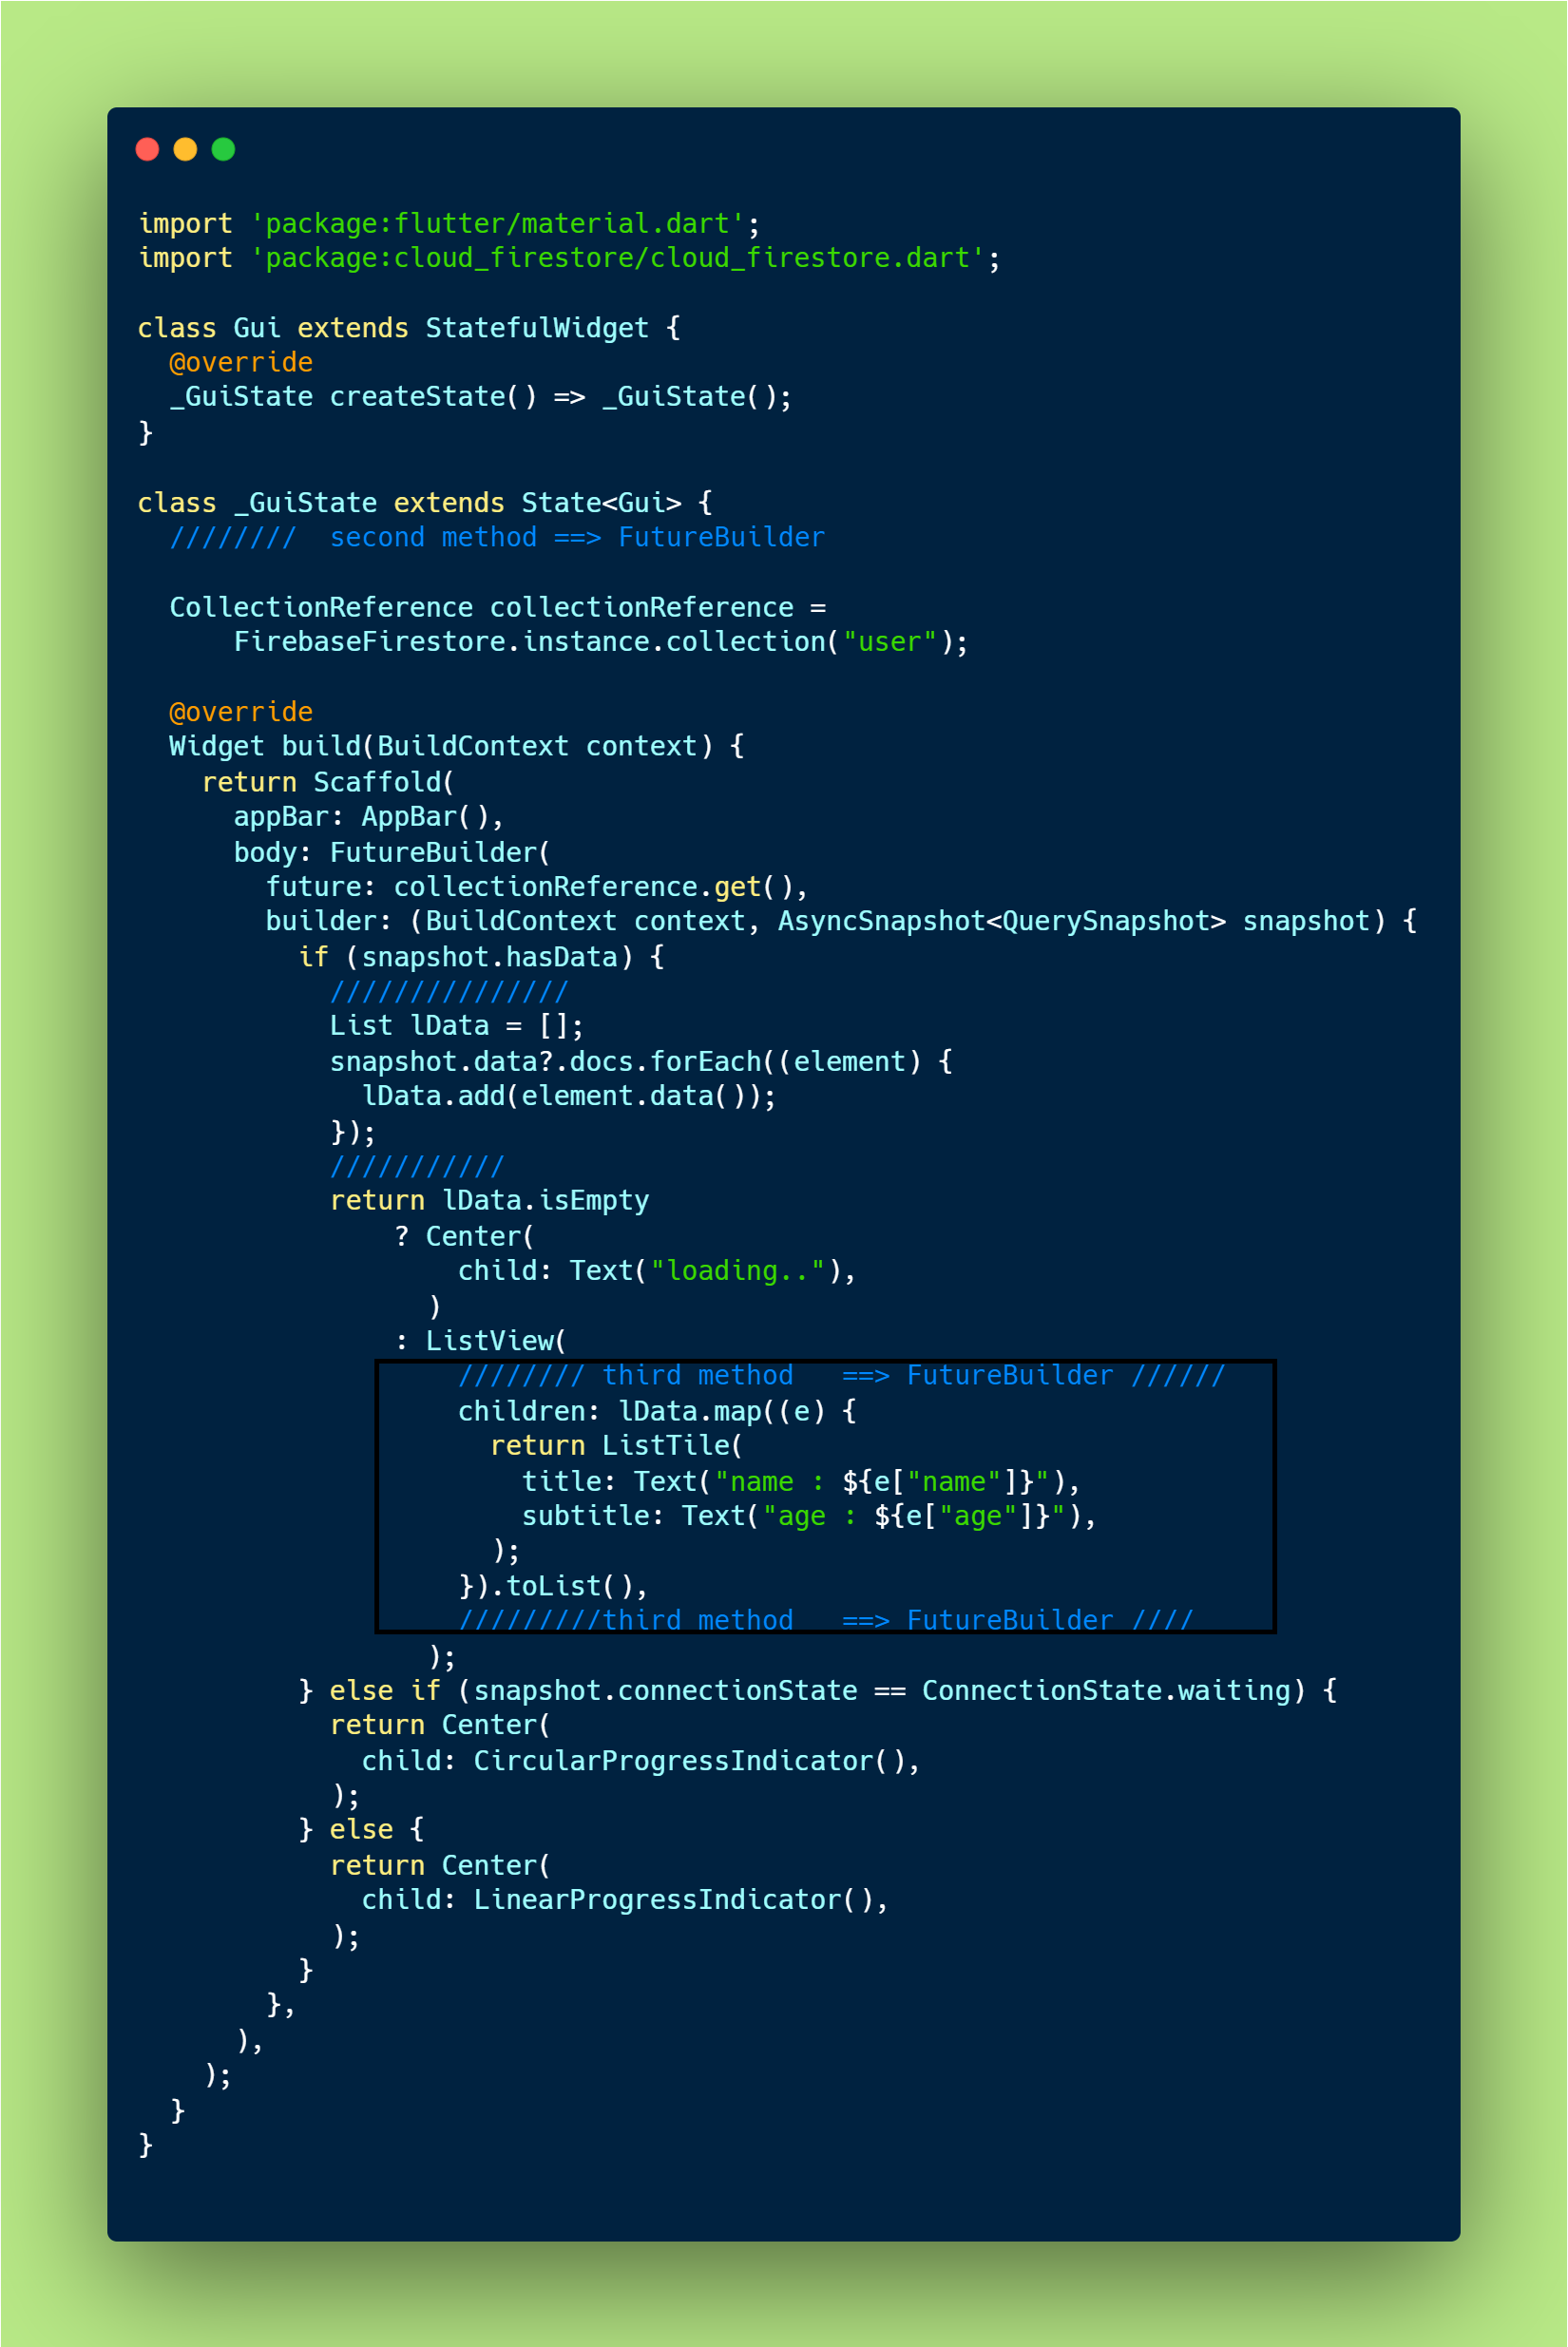 import 'package:flutter/material.dart';
import 'package:cloud_firestore/cloud_firestore.dart';

class Gui extends StatefulWidget {
  @override
  _GuiState createState() => _GuiState();
}

class _GuiState extends State<Gui> {
  ////////  second method ==> FutureBuilder

  CollectionReference collectionReference =
      FirebaseFirestore.instance.collection("user");

  @override
  Widget build(BuildContext context) {
    return Scaffold(
      appBar: AppBar(),
      body: FutureBuilder(
        future: collectionReference.get(),
        builder: (BuildContext context, AsyncSnapshot<QuerySnapshot> snapshot) {
          if (snapshot.hasData) {
            ///////////////
            List lData = [];
            snapshot.data?.docs.forEach((element) {
              lData.add(element.data());
            });
            ///////////
            return lData.isEmpty
                ? Center(
                    child: Text("loading.."),
                  )
                : ListView(
                    //////// third method   ==> FutureBuilder //////
                    children: lData.map((e) {
                      return ListTile(
                        title: Text("name : ${e["name"]}"),
                        subtitle: Text("age : ${e["age"]}"),
                      );
                    }).toList(),
                    /////////third method   ==> FutureBuilder ////
                  );
          } else if (snapshot.connectionState == ConnectionState.waiting) {
            return Center(
              child: CircularProgressIndicator(),
            );
          } else {
            return Center(
              child: LinearProgressIndicator(),
            );
          }
        },
      ),
    );
  }
}